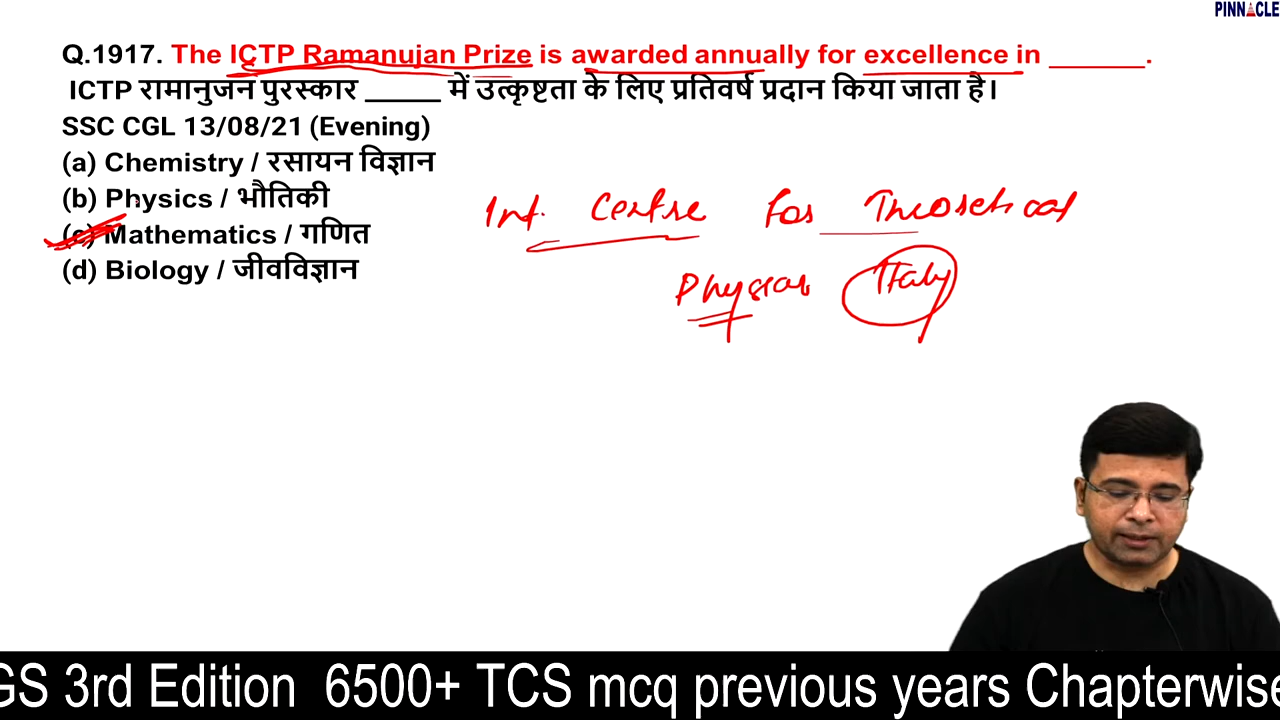 PINNACLE
Q.1917. The ICTP Ramanujan Prize is awarded annually for excellence in ______.
ICTP रामानुजन पुरस्कार _____ में उत्कृष्टता के लिए प्रतिवर्ष प्रदान किया जाता है।
SSC CGL 13/08/21 (Evening)
(a) Chemistry / रसायन विज्ञान
(b) Physics / भौतिकी
(c) Mathematics / गणित
(d) Biology / जीवविज्ञान
Int. Centre for Theoretical
Physics Italy
GS 3rd Edition 6500+ TCS mcq previous years Chapterwise